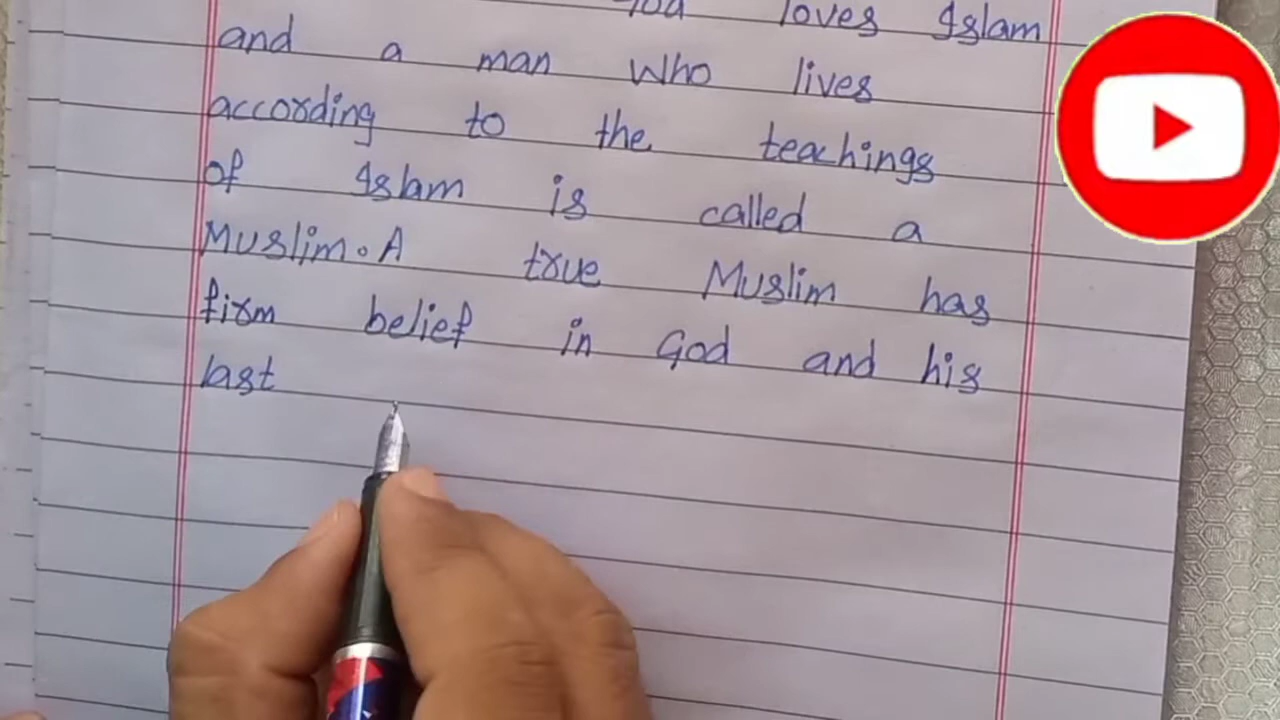 God loves Islam
and a man who lives
according to the teachings
of Islam is called a
Muslim. A true Muslim has
firm belief in God and his
last